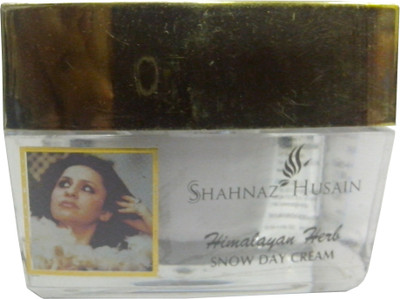 SHAHNAZ HUSAIN
Himalayan Herb
SNOW DAY CREAM